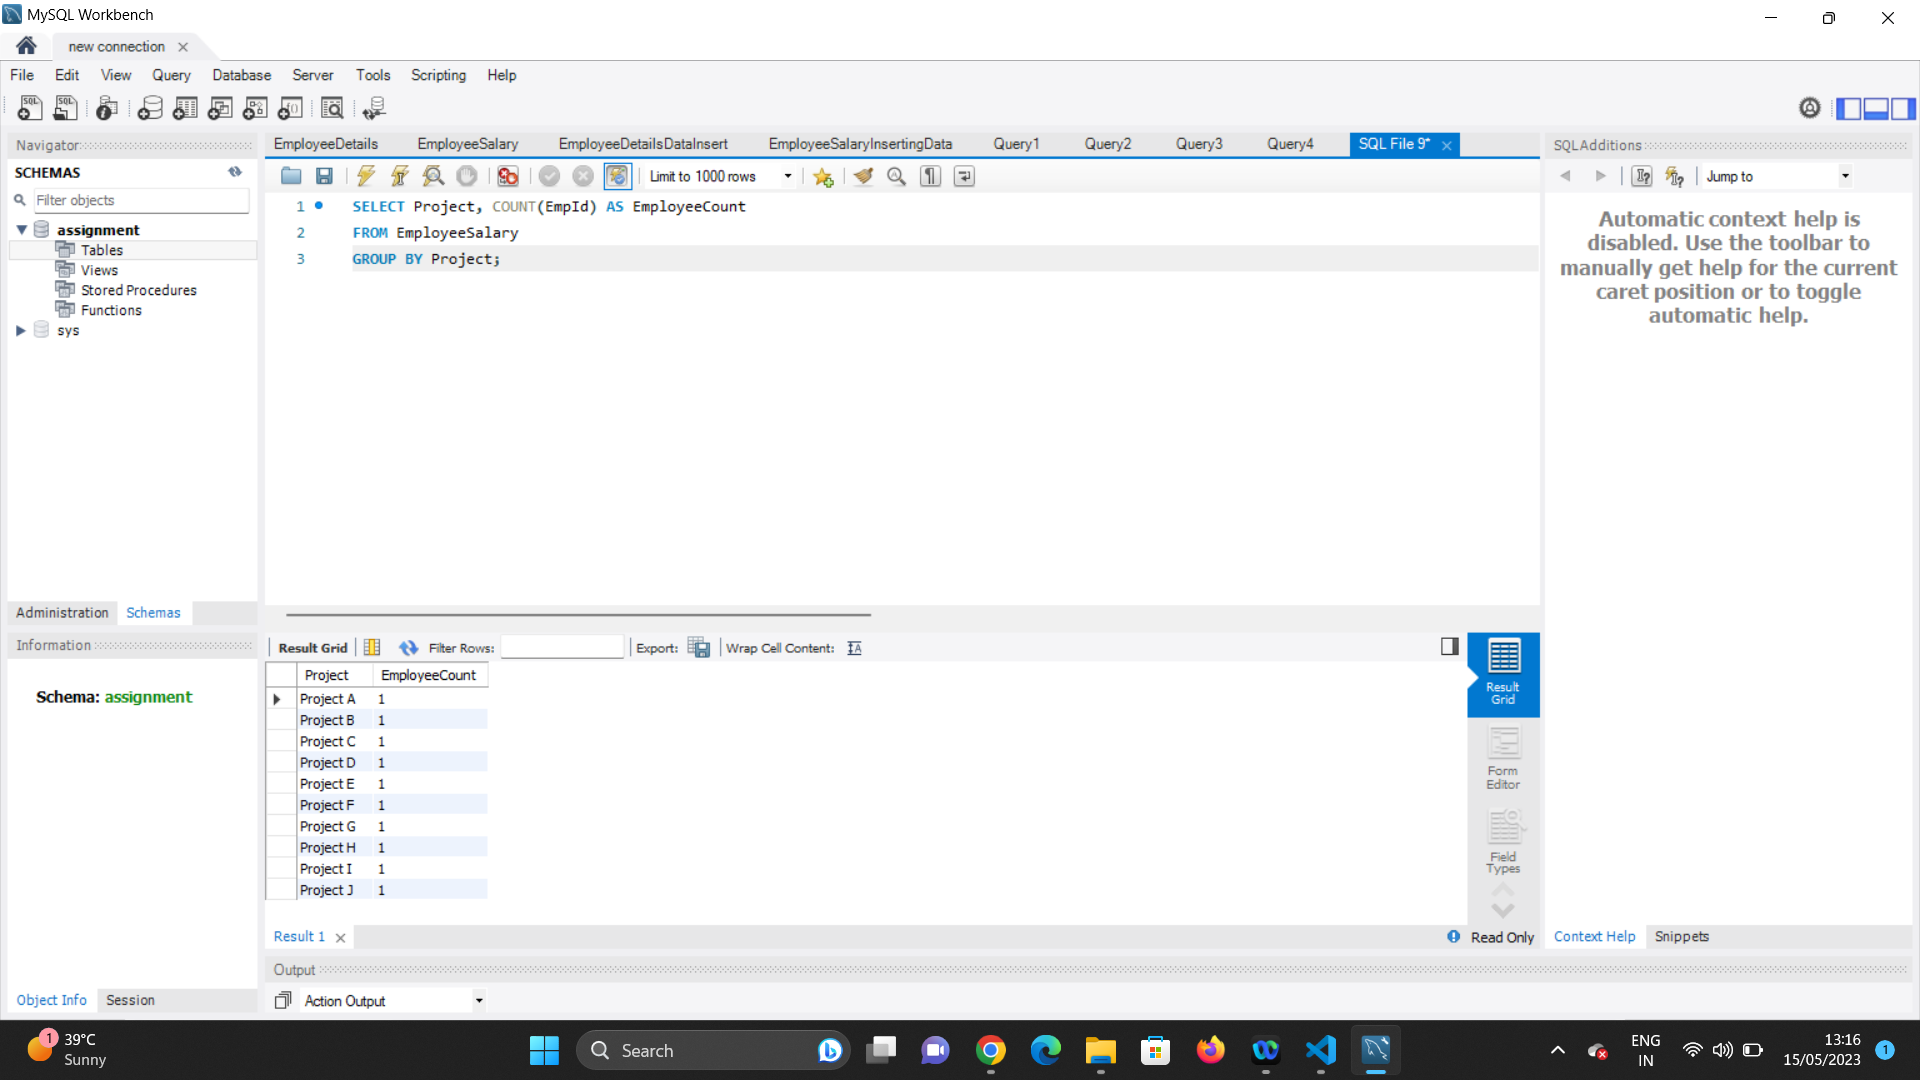 MySQL Workbench
new connection
File Edit View Query Database Server Tools Scripting Help
Navigator
SCHEMAS
Filter objects
assignment
Tables
Views
Stored Procedures
Functions
sys
Administration Schemas
Information
Schema: assignment
Object Info Session
EmployeeDetails EmployeeSalary EmployeeDetailsDataInsert EmployeeSalaryInsertingData Query1 Query2 Query3 Query4 SQL File 9*
Limit to 1000 rows
1 SELECT Project, COUNT(EmpId) AS EmployeeCount
2 FROM EmployeeSalary
3 GROUP BY Project;
Result Grid Filter Rows: Export: Wrap Cell Content:
Project EmployeeCount
Project A 1
Project B 1
Project C 1
Project D 1
Project E 1
Project F 1
Project G 1
Project H 1
Project I 1
Project J 1
Result Grid
Form Editor
Field Types
Result 1
Read Only
Output
Action Output
SQLAdditions
Jump to
Automatic context help is
disabled. Use the toolbar to
manually get help for the current
caret position or to toggle
automatic help.
Context Help Snippets
1
39°C
Sunny
Search
ENG
IN
13:16
15/05/2023
1